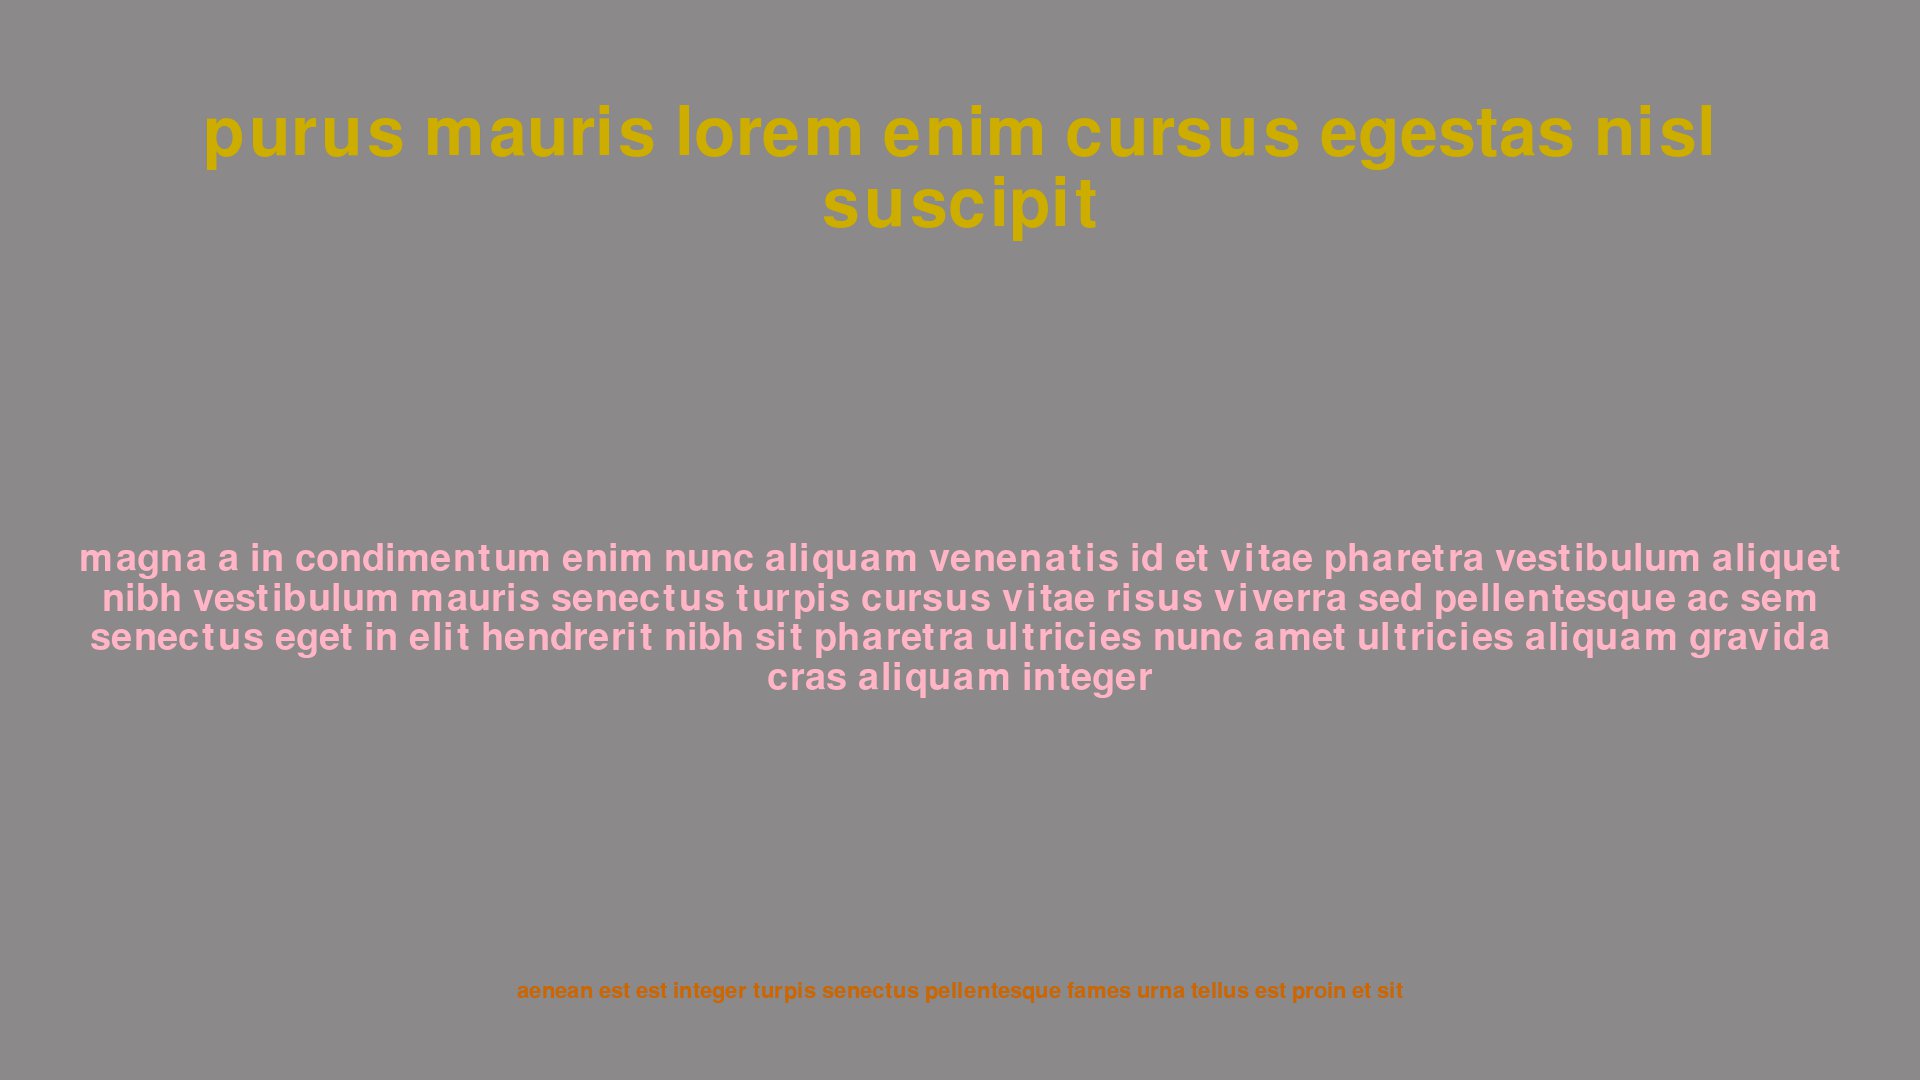 purus mauris lorem enim cursus egestas nisl
suscipit
magna a in condimentum enim nunc aliquam venenatis id et vitae pharetra vestibulum aliquet
nibh vestibulum mauris senectus turpis cursus vitae risus viverra sed pellentesque ac sem
senectus eget in elit hendrerit nibh sit pharetra ultricies nunc amet ultricies aliquam gravida
cras aliquam integer
aenean est est integer turpis senectus pellentesque fames urna tellus est proin et sit